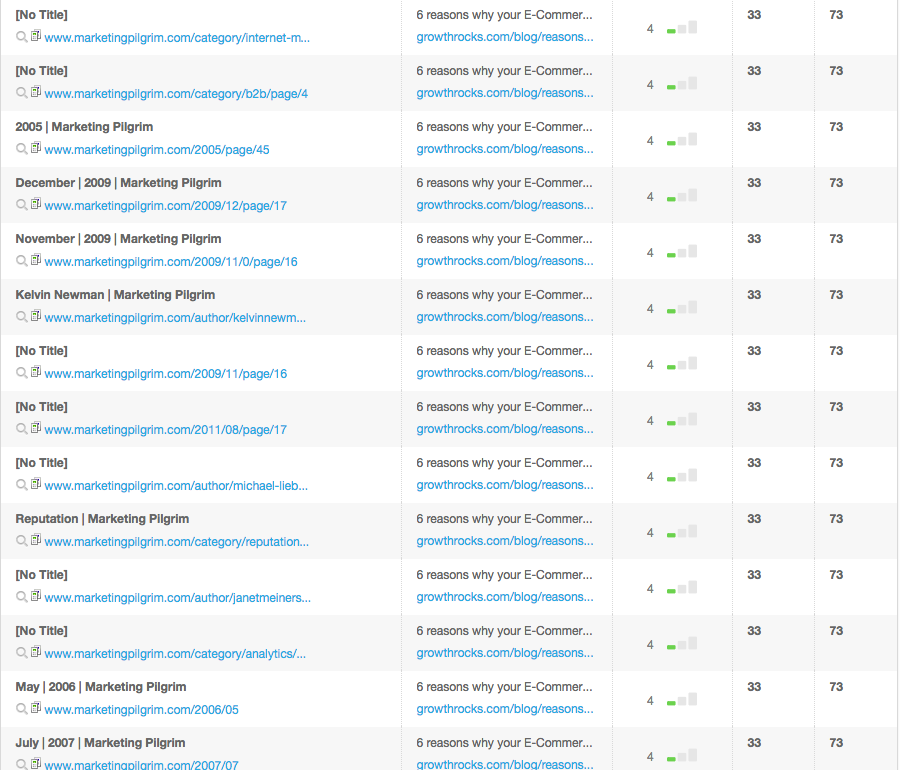 [No Title] 6 reasons why your E-Commer... 4 33 73
www.marketingpilgrim.com/category/internet-m... growthrocks.com/blog/reasons...
[No Title] 6 reasons why your E-Commer... 4 33 73
www.marketingpilgrim.com/category/b2b/page/4 growthrocks.com/blog/reasons...
2005 | Marketing Pilgrim 6 reasons why your E-Commer... 4 33 73
www.marketingpilgrim.com/2005/page/45 growthrocks.com/blog/reasons...
December | 2009 | Marketing Pilgrim 6 reasons why your E-Commer... 4 33 73
www.marketingpilgrim.com/2009/12/page/17 growthrocks.com/blog/reasons...
November | 2009 | Marketing Pilgrim 6 reasons why your E-Commer... 4 33 73
www.marketingpilgrim.com/2009/11/0/page/16 growthrocks.com/blog/reasons...
Kelvin Newman | Marketing Pilgrim 6 reasons why your E-Commer... 4 33 73
www.marketingpilgrim.com/author/kelvinnewm... growthrocks.com/blog/reasons...
[No Title] 6 reasons why your E-Commer... 4 33 73
www.marketingpilgrim.com/2009/11/page/16 growthrocks.com/blog/reasons...
[No Title] 6 reasons why your E-Commer... 4 33 73
www.marketingpilgrim.com/2011/08/page/17 growthrocks.com/blog/reasons...
[No Title] 6 reasons why your E-Commer... 4 33 73
www.marketingpilgrim.com/author/michael-lieb... growthrocks.com/blog/reasons...
Reputation | Marketing Pilgrim 6 reasons why your E-Commer... 4 33 73
www.marketingpilgrim.com/category/reputation... growthrocks.com/blog/reasons...
[No Title] 6 reasons why your E-Commer... 4 33 73
www.marketingpilgrim.com/author/janetmeiners... growthrocks.com/blog/reasons...
[No Title] 6 reasons why your E-Commer... 4 33 73
www.marketingpilgrim.com/category/analytics/... growthrocks.com/blog/reasons...
May | 2006 | Marketing Pilgrim 6 reasons why your E-Commer... 4 33 73
www.marketingpilgrim.com/2006/05 growthrocks.com/blog/reasons...
July | 2007 | Marketing Pilgrim 6 reasons why your E-Commer... 4 33 73
www.marketingpilgrim.com/2007/07 growthrocks.com/blog/reasons...